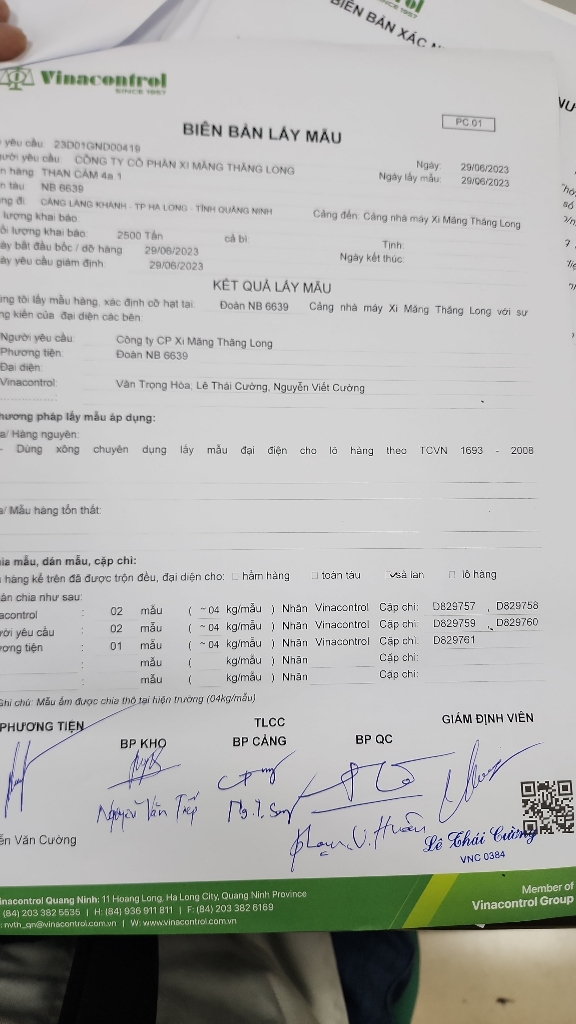 BIÊN BẢN XÁC
Vinacontrol
SINCE 1957
PC.01
BIÊN BẢN LẤY MẪU
yêu cầu: 23D01GND00419
Ngày: 29/06/2023
yêu cầu: CÔNG TY CỔ PHẦN XI MĂNG THĂNG LONG
Ngày lấy mẫu: 29/06/2023
hàng: THAN CÁM 4a 1
tàu: NB 6639
đi: CẢNG LÀNG KHÁNH - TP HẠ LONG - TỈNH QUẢNG NINH
Cảng đến: Cảng nhà máy Xi Măng Thăng Long
lượng khai báo:
lượng khai báo: 2500 Tấn cả bì: Tịnh:
bắt đầu bốc / dỡ hàng 29/06/2023 Ngày kết thúc:
yêu cầu giám định: 29/06/2023
KẾT QUẢ LẤY MẪU
tôi lấy mẫu hàng, xác định cỡ hạt tại: Đoàn NB 6639 Cảng nhà máy Xi Măng Thăng Long với sự
kiến của đại diện các bên:
Người yêu cầu: Công ty CP Xi Măng Thăng Long
Phương tiện: Đoàn NB 6639
Đại diện:
Vinacontrol: Văn Trọng Hòa, Lê Thái Cường, Nguyễn Viết Cường
pháp lấy mẫu áp dụng:
a/ Hàng nguyên:
- Dùng xông chuyên dụng lấy mẫu đại diện cho lô hàng theo TCVN 1693 - 2008
/ Mẫu hàng tổn thất:
mẫu, dán mẫu, cặp chì:
hàng kể trên đã được trộn đều, đại diện cho: hầm hàng toàn tàu sà lan lô hàng
chia như sau:
: 02 mẫu ( ~ 04 kg/mẫu ) Nhãn Vinacontrol Cặp chì: D829757 , D829758
yêu cầu : 02 mẫu ( ~ 04 kg/mẫu ) Nhãn Vinacontrol Cặp chì: D829759 , D829760
tiện : 01 mẫu ( ~ 04 kg/mẫu ) Nhãn Vinacontrol Cặp chì: D829761
: mẫu ( kg/mẫu ) Nhãn Cặp chì:
: mẫu ( kg/mẫu ) Nhãn Cặp chì:
chú: Mẫu ẩm được chia thô tại hiện trường (04kg/mẫu)
PHƯƠNG TIỆN
BP KHO
TLCC
BP CẢNG
BP QC
GIÁM ĐỊNH VIÊN
Nguyễn Văn Tiếp
Phạm V. Huấn
Lê Thái Cường
VNC 0384
Văn Cường
Vinacontrol Quang Ninh: 11 Hoang Long, Ha Long City, Quang Ninh Province
(84) 203 382 5535 | H: (84) 936 911 811 | F: (84) 203 382 6169
: nvth_qn@vinacontrol.com.vn | W: www.vinacontrol.com.vn
Member of
Vinacontrol Group